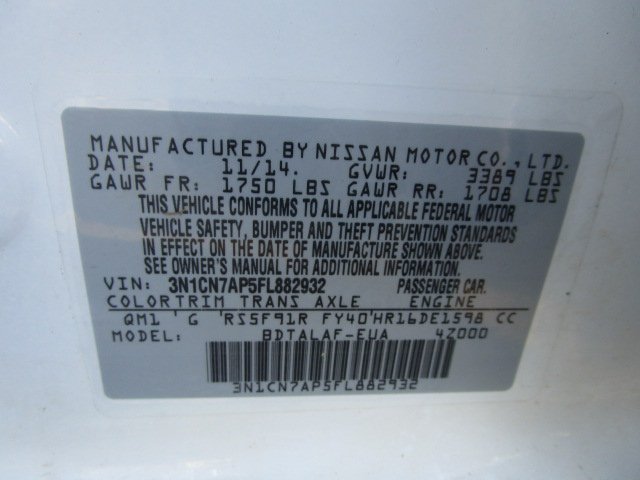 MANUFACTURED BY NISSAN MOTOR CO., LTD.
DATE: 11/14. GVWR: 3389 LBS
GAWR FR: 1750 LBS GAWR RR: 1708 LBS
THIS VEHICLE CONFORMS TO ALL APPLICABLE FEDERAL MOTOR
VEHICLE SAFETY, BUMPER AND THEFT PREVENTION STANDARDS
IN EFFECT ON THE DATE OF MANUFACTURE SHOWN ABOVE.
SEE OWNER'S MANUAL FOR ADDITIONAL INFORMATION.
VIN: 3N1CN7AP5FL882932 PASSENGER CAR.
COLOR TRIM TRANS AXLE ENGINE
QM1 ' G 'RS5F91R FY40'HR16DE1598 CC
MODEL: BDTALAF-EUA 4Z000
3N1CN7AP5FL882932